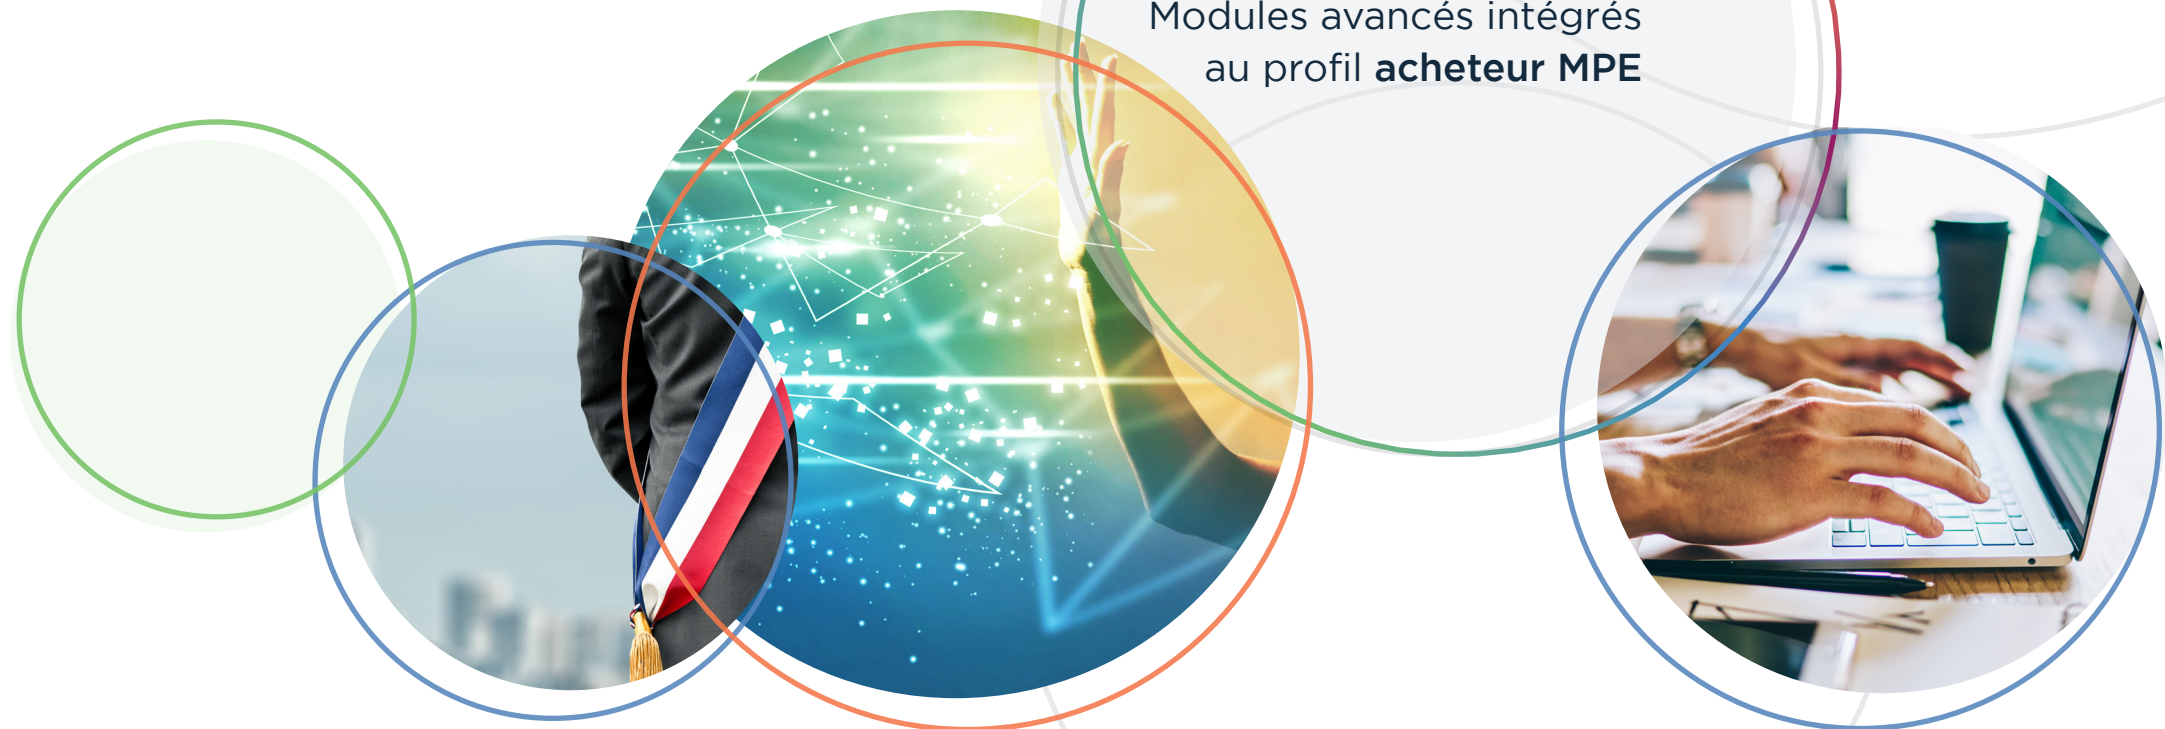 Modules avancés intégrés
au profil acheteur MPE